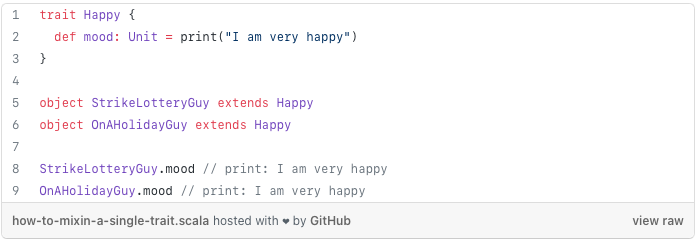 1 trait Happy {
2   def mood: Unit = print("I am very happy")
3 }
4
5 object StrikeLotteryGuy extends Happy
6 object OnAHolidayGuy extends Happy
7
8 StrikeLotteryGuy.mood // print: I am very happy
9 OnAHolidayGuy.mood // print: I am very happy
how-to-mixin-a-single-trait.scala hosted with ❤ by GitHub view raw